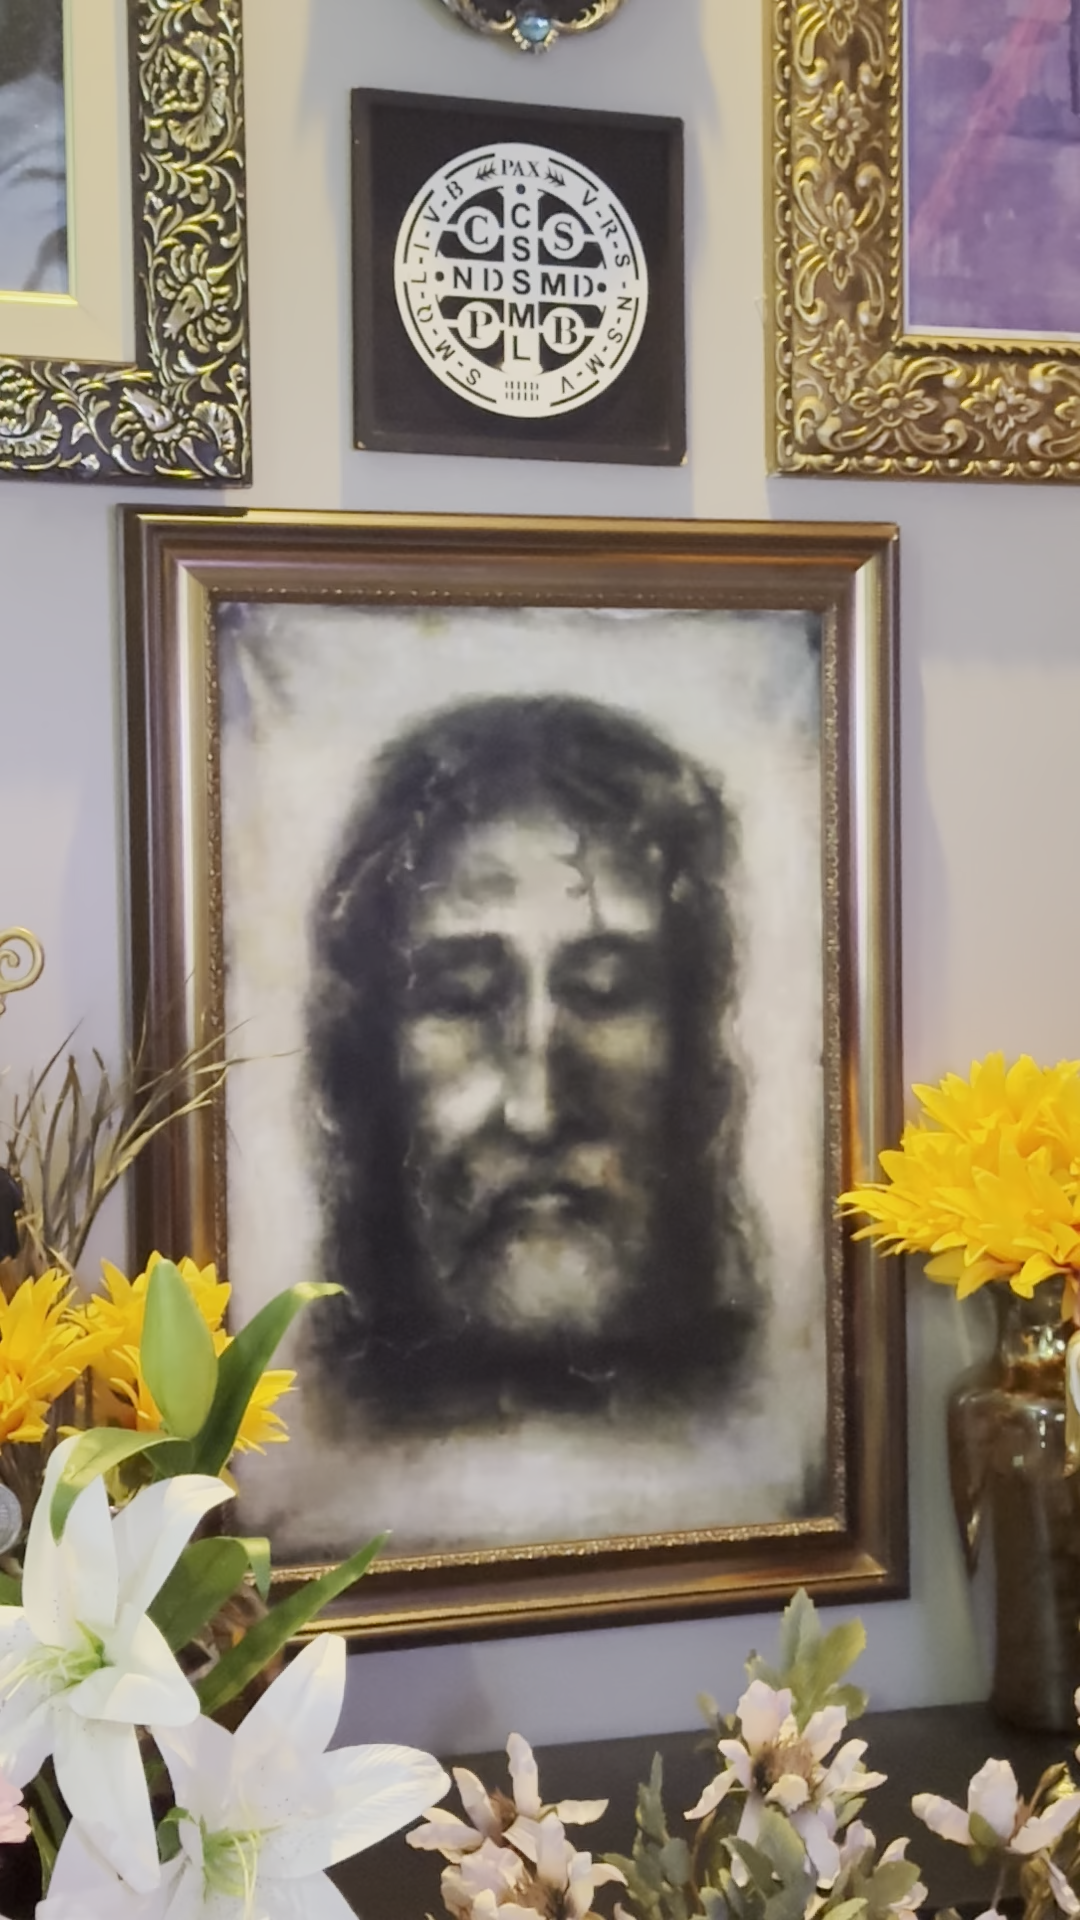 PAX
V-R-S-N-S-M-V
S-M-Q-L-I-V-B
C S
C
S
S
M
L
NDSMD
P B